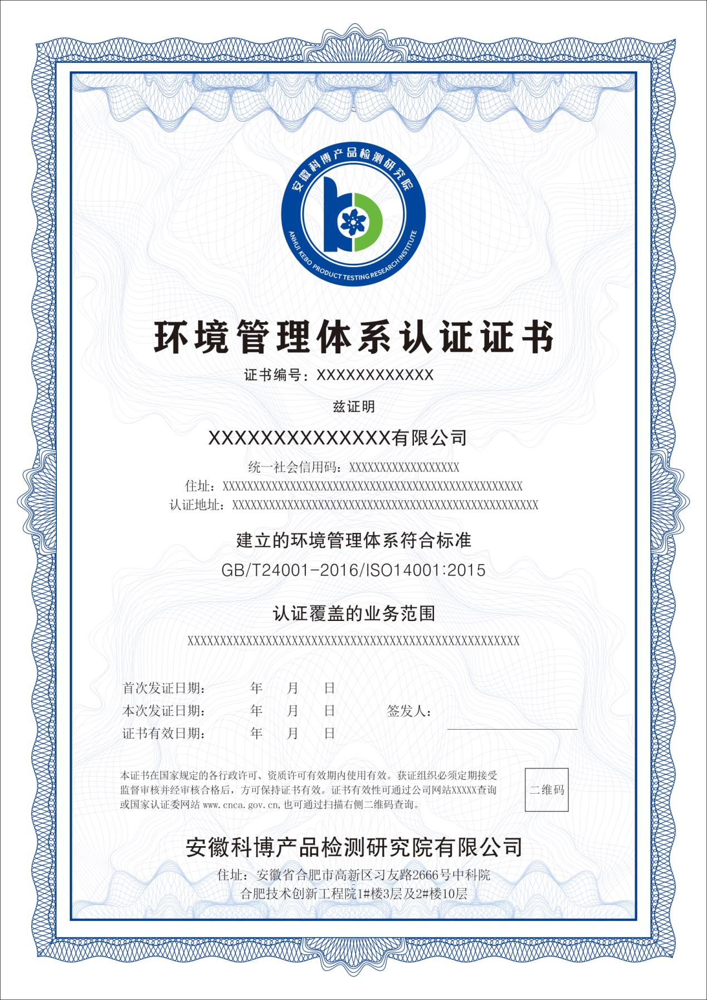 安徽科博产品检测研究院
ANHUI KEBO PRODUCT TESTING RESEARCH INSTITUTE
环境管理体系认证证书
证书编号：XXXXXXXXXXXX
兹证明
XXXXXXXXXXXXXX有限公司
统一社会信用码：XXXXXXXXXXXXXXXXXX
住址：XXXXXXXXXXXXXXXXXXXXXXXXXXXXXXXXXXXXXXXXXXXXXXXXX
认证地址：XXXXXXXXXXXXXXXXXXXXXXXXXXXXXXXXXXXXXXXXXXXXXXXXXX
建立的环境管理体系符合标准
GB/T24001-2016/ISO14001:2015
认证覆盖的业务范围
XXXXXXXXXXXXXXXXXXXXXXXXXXXXXXXXXXXXXXXXXXXXXXXXXXX
首次发证日期： 年 月 日
本次发证日期： 年 月 日 签发人：
证书有效日期： 年 月 日
本证书在国家规定的各行政许可、资质许可有效期内使用有效。获证组织必须定期接受
监督审核并经审核合格后，方可保持证书有效。证书有效性可通过公司网站XXXXX查询
或国家认证委网站 www.cnca.gov.cn,也可通过扫描右侧二维码查询。
二维码
安徽科博产品检测研究院有限公司
住址：安徽省合肥市高新区习友路2666号中科院
合肥技术创新工程院1#楼3层及2#楼10层